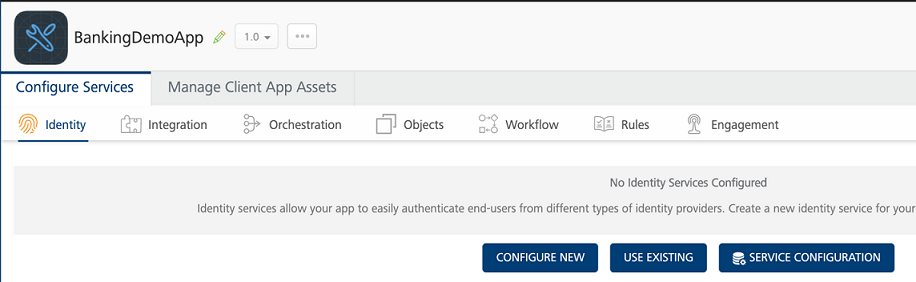 BankingDemoApp 1.0
Configure Services Manage Client App Assets
Identity Integration Orchestration Objects Workflow Rules Engagement
No Identity Services Configured
Identity services allow your app to easily authenticate end-users from different types of identity providers. Create a new identity service for your
CONFIGURE NEW USE EXISTING SERVICE CONFIGURATION